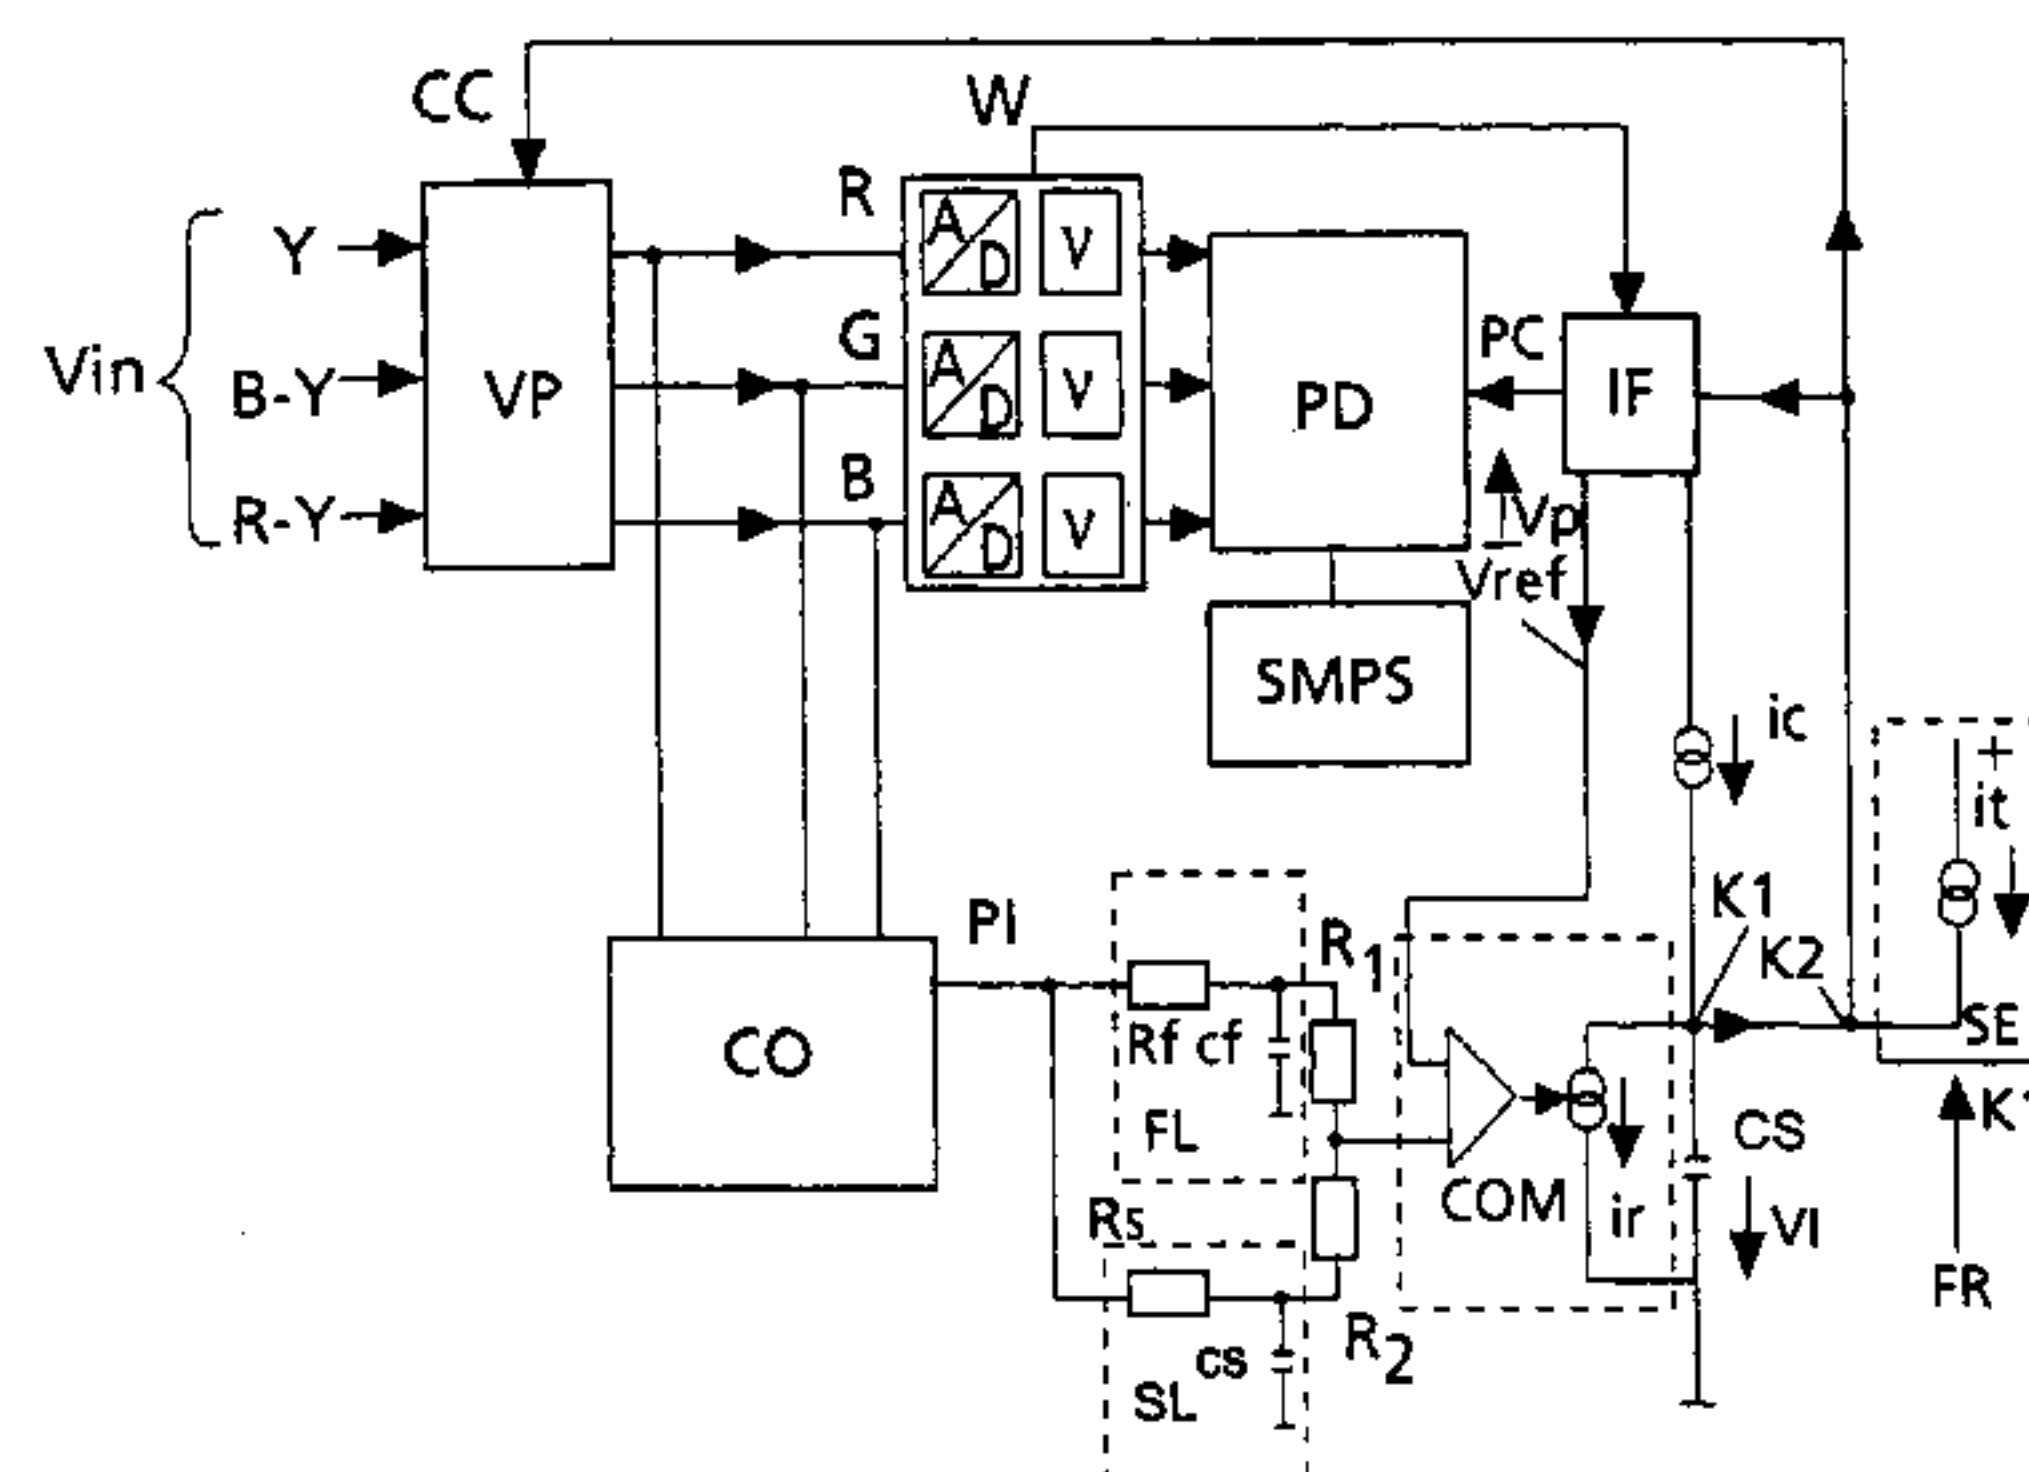 CC
W
R
A
D
V
Y
G
PC
Vin
B-Y
VP
A
D
V
PD
IF
B
R-Y
A
D
V
Vp
Vref
SMPS
ic
+
it
PI
R1
K1
K2
CO
Rf
cf
SE
FL
CS
COM
ir
VI
Rs
FR
R2
cs
SL